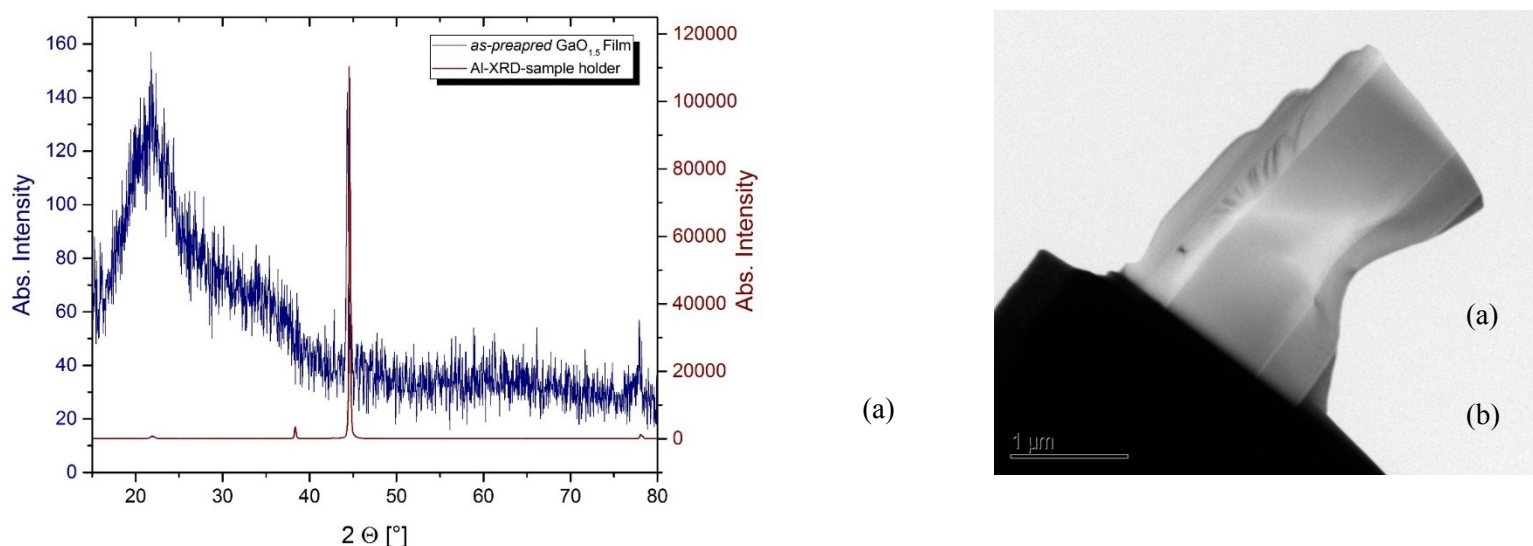 160
140
120
100
80
60
40
20
0
Abs. Intensity
as-preapred GaO1.5 Film
Al-XRD-sample holder
120000
100000
80000
60000
40000
20000
0
Abs. Intensity
20 30 40 50 60 70 80
2 Θ [°]
(a)
(a)
(b)
1 µm